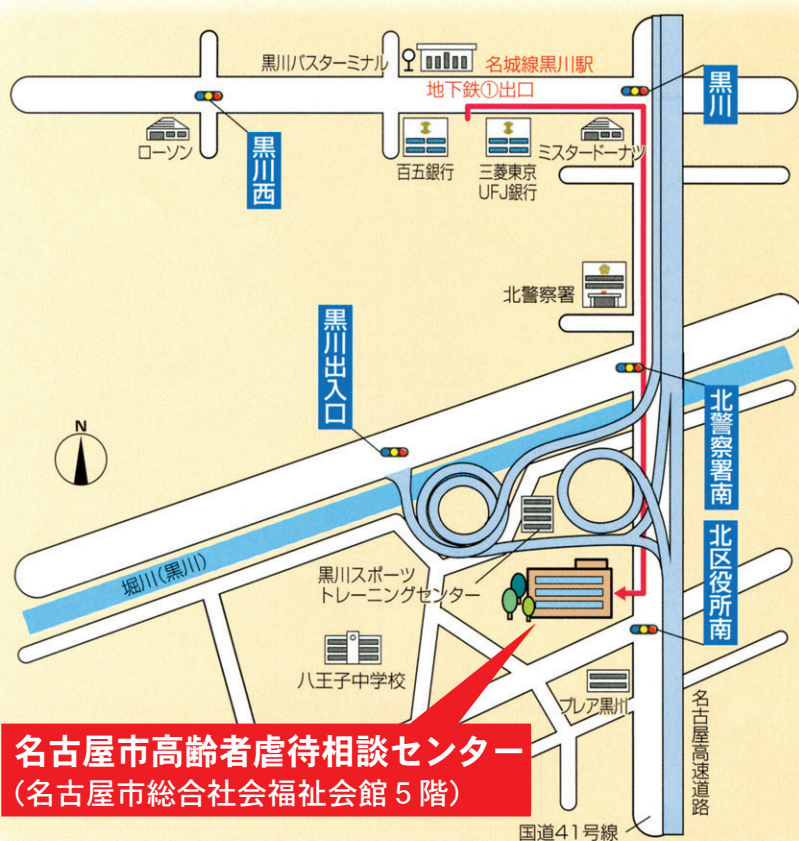 黒川バスターミナル
名城線黒川駅
地下鉄①出口
黒川
ローソン
黒川西
百五銀行
三菱東京
UFJ銀行
ミスタードーナツ
北警察署
黒川出入口
N
北警察署南
堀川(黒川)
黒川スポーツ
トレーニングセンター
北区役所南
八王子中学校
プレア黒川
名古屋高速道路
名古屋市高齢者虐待相談センター
(名古屋市総合社会福祉会館5階)
国道41号線